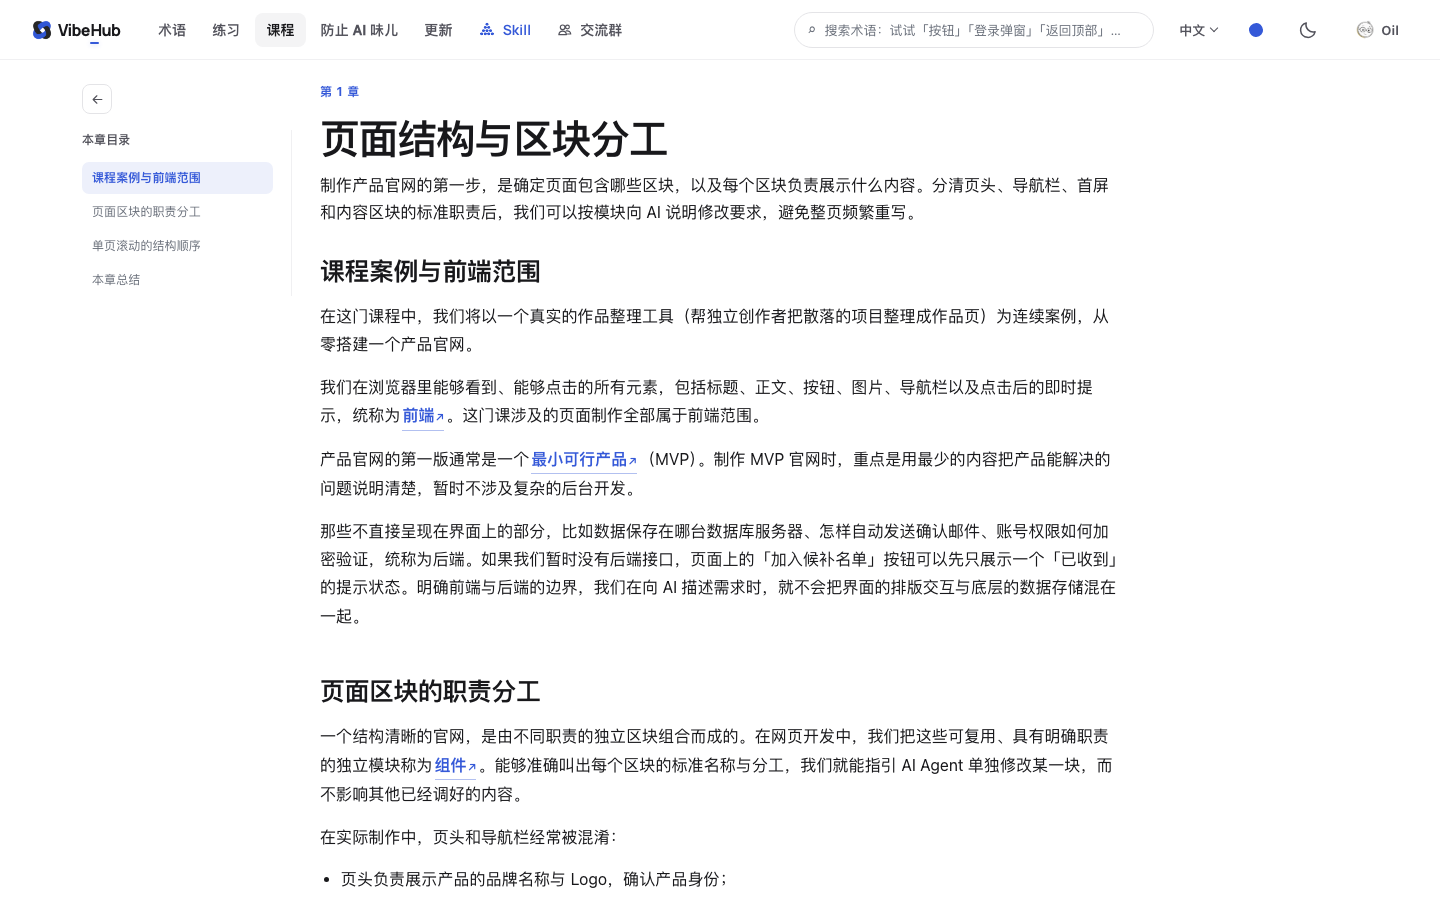 VibeHub
术语
练习
课程
防止 AI 味儿
更新
Skill
交流群
搜索术语：试试「按钮」「登录弹窗」「返回顶部」...
中文
Oil
本章目录
课程案例与前端范围
页面区块的职责分工
单页滚动的结构顺序
本章总结
第 1 章
页面结构与区块分工
制作产品官网的第一步，是确定页面包含哪些区块，以及每个区块负责展示什么内容。分清页头、导航栏、首屏
和内容区块的标准职责后，我们可以按模块向 AI 说明修改要求，避免整页频繁重写。
课程案例与前端范围
在这门课程中，我们将以一个真实的作品整理工具（帮独立创作者把散落的项目整理成作品页）为连续案例，从
零搭建一个产品官网。
我们在浏览器里能够看到、能够点击的所有元素，包括标题、正文、按钮、图片、导航栏以及点击后的即时提
示，统称为 前端↗ 。这门课涉及的页面制作全部属于前端范围。
产品官网的第一版通常是一个 最小可行产品↗ （MVP）。制作 MVP 官网时，重点是用最少的内容把产品能解决的
问题说明清楚，暂时不涉及复杂的后台开发。
那些不直接呈现在界面上的部分，比如数据保存在哪台数据库服务器、怎样自动发送确认邮件、账号权限如何加
密验证，统称为后端。如果我们暂时没有后端接口，页面上的「加入候补名单」按钮可以先只展示一个「已收到」
的提示状态。明确前端与后端的边界，我们在向 AI 描述需求时，就不会把界面的排版交互与底层的数据存储混在
一起。
页面区块的职责分工
一个结构清晰的官网，是由不同职责的独立区块组合而成的。在网页开发中，我们把这些可复用、具有明确职责
的独立模块称为 组件↗ 。能够准确叫出每个区块的标准名称与分工，我们就能指引 AI Agent 单独修改某一块，而
不影响其他已经调好的内容。
在实际制作中，页头和导航栏经常被混淆：
• 页头负责展示产品的品牌名称与 Logo，确认产品身份；